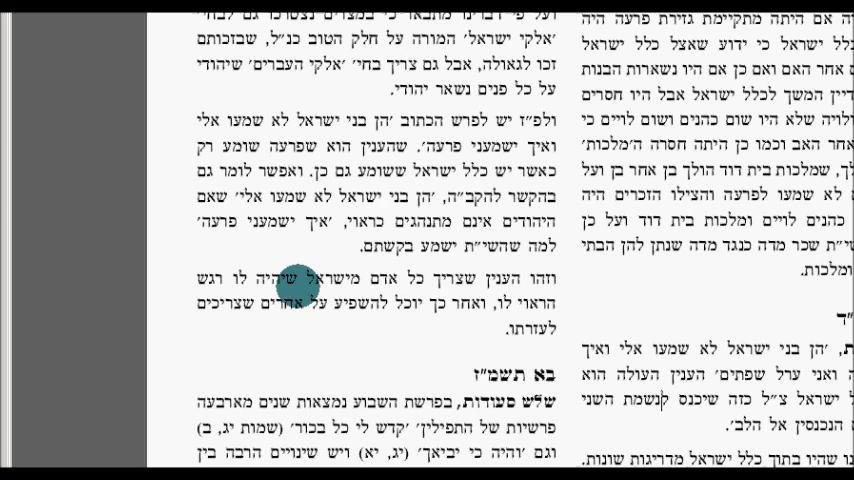 ה אם היתה מתקיימת גזירת פרעה היה
כלל ישראל כי ידוע שאצל כלל ישראל
אחר האם ואם כן אם היו נשארות הבנות
דיין המשך לכלל ישראל אבל היו חסרים
ולויה שלא היו שום כהנים ושום לויים כי
אחר האב וכמו כן היתה חסרה ה'מלכות'
לך, שמלכות בית דוד הולך בן אחר בן ועל
לא שמעו לפרעה והצילו הזכרים היה
כהנים לויים ומלכות בית דוד ועל כן
שי"ת שכר מדה כנגד מדה שנתן להן הבתי
ומלכות.
"ד
ת, 'הן בני ישראל לא שמעו אלי ואיך
ה ואני ערל שפתים' הענין העולה הוא
ל ישראל צ"ל כזה שיכנס לנשמת השני
הנכנסין אל הלב'.
נו שהיו בתוך כלל ישראל מדריגות שונות.
ועל פי דברינו מתבאר כי במצרים נצטרכו גם לבחי'
'אלקי ישראל' המורה על חלק הטוב כנ"ל, שבזכותם
זכו לגאולה, אבל גם צריך בחי' 'אלקי העברים' שיהודי
על כל פנים נשאר יהודי.
ולפ"ז יש לפרש הכתוב 'הן בני ישראל לא שמעו אלי
ואיך ישמעני פרעה'. שהענין הוא שפרעה שומע רק
כאשר יש כלל ישראל ששומע גם כן. ואפשר לומר גם
בהקשר להקב"ה, 'הן בני ישראל לא שמעו אלי' שאם
היהודים אינם מתנהגים כראוי, 'איך ישמעני פרעה'
למה שהשי"ת ישמע בקשתם.
וזהו הענין שצריך כל אדם מישראל שיהיה לו רגש
הראוי לו, ואחר כך יוכל להשפיע על אחרים שצריכים
לעזרתו.
בא תשמ"ז
שלש סעודות, בפרשת השבוע נמצאות שנים מארבעה
פרשיות של התפילין' 'קדש לי כל בכור' (שמות יג, ב)
וגם 'והיה כי יביאך' (יג, יא) ויש שינויים הרבה בין